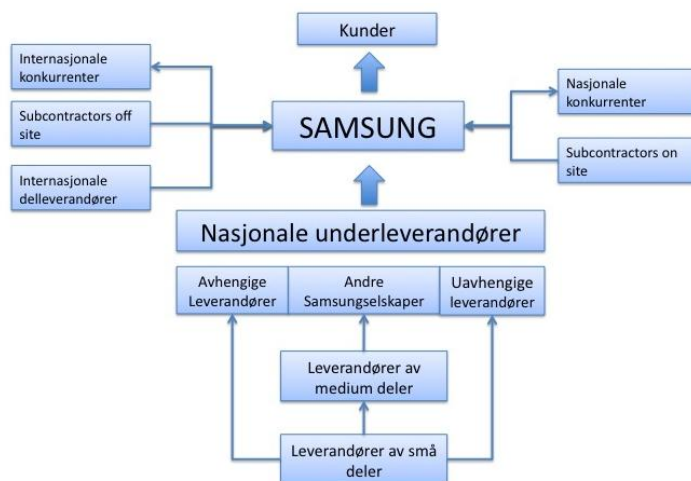 Kunder
Internasjonale
konkurrenter
Subcontractors off
site
Internasjonale
delleverandører
SAMSUNG
Nasjonale
konkurrenter
Subcontractors on
site
Nasjonale underleverandører
Avhengige
Leverandører
Andre
Samsungselskaper
Uavhengige
leverandører
Leverandører av
medium deler
Leverandører av små
deler